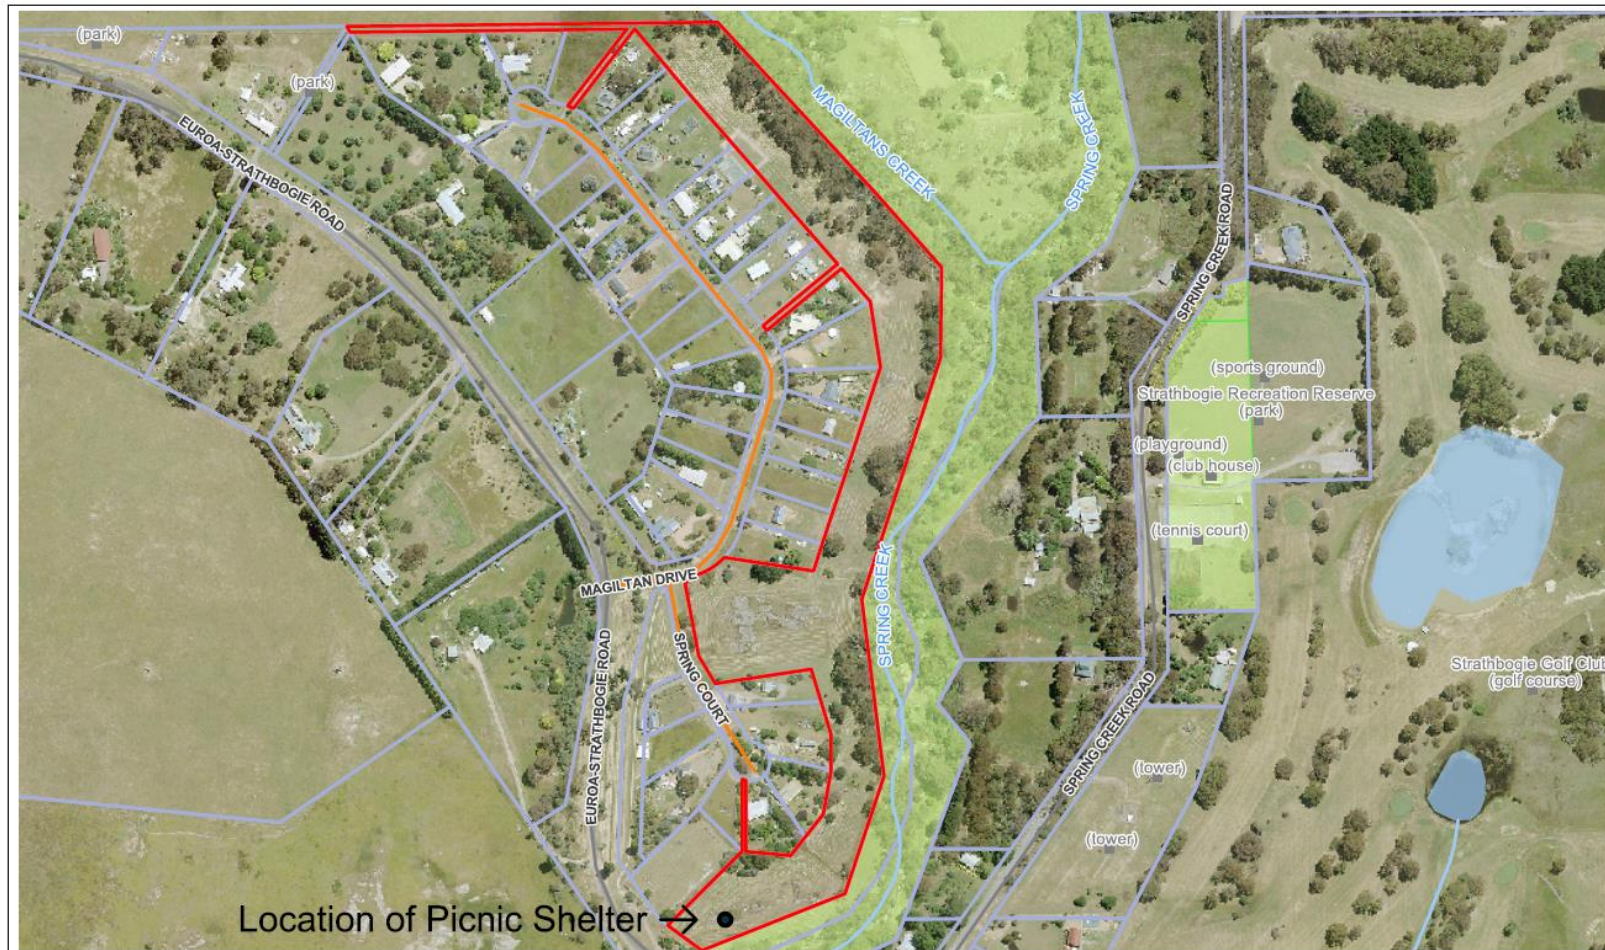 (park)
(park)
EUROA-STRATHBOGIE ROAD
MAGILTANS CREEK
SPRING CREEK
SPRING CREEK ROAD
(sports ground)
Strathbogie Recreation Reserve
(park)
(playground)
(club house)
(tennis court)
SPRING CREEK
MAGILTAN DRIVE
SPRING COURT
EUROA-STRATHBOGIE ROAD
SPRING CREEK ROAD
Strathbogie Golf Club
(golf course)
(tower)
(tower)
Location of Picnic Shelter →